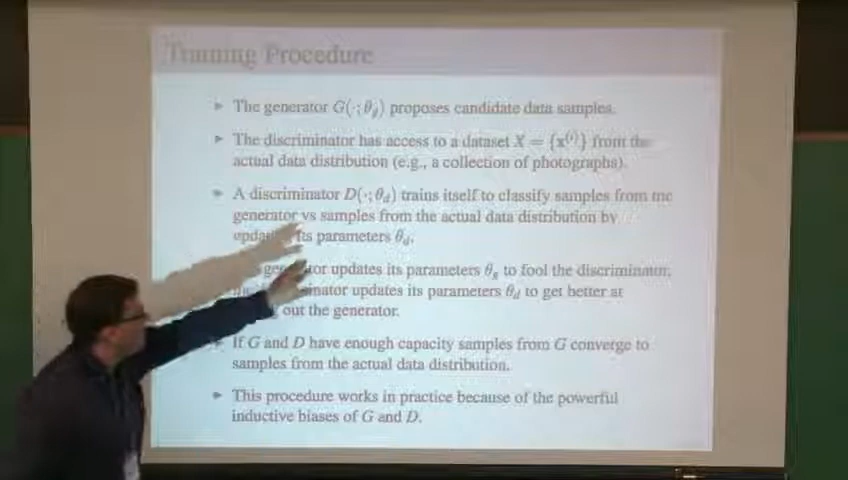 Training Procedure
► The generator G(·; θg) proposes candidate data samples.
► The discriminator has access to a dataset X = {x(i)} from the
actual data distribution (e.g., a collection of photographs).
► A discriminator D(·; θd) trains itself to classify samples from the
generator vs samples from the actual data distribution by
its parameters θd.
updates its parameters θg to fool the discriminator,
updates its parameters θd to get better at
out the generator.
► If G and D have enough capacity samples from G converge to
samples from the actual data distribution.
► This procedure works in practice because of the powerful
inductive biases of G and D.